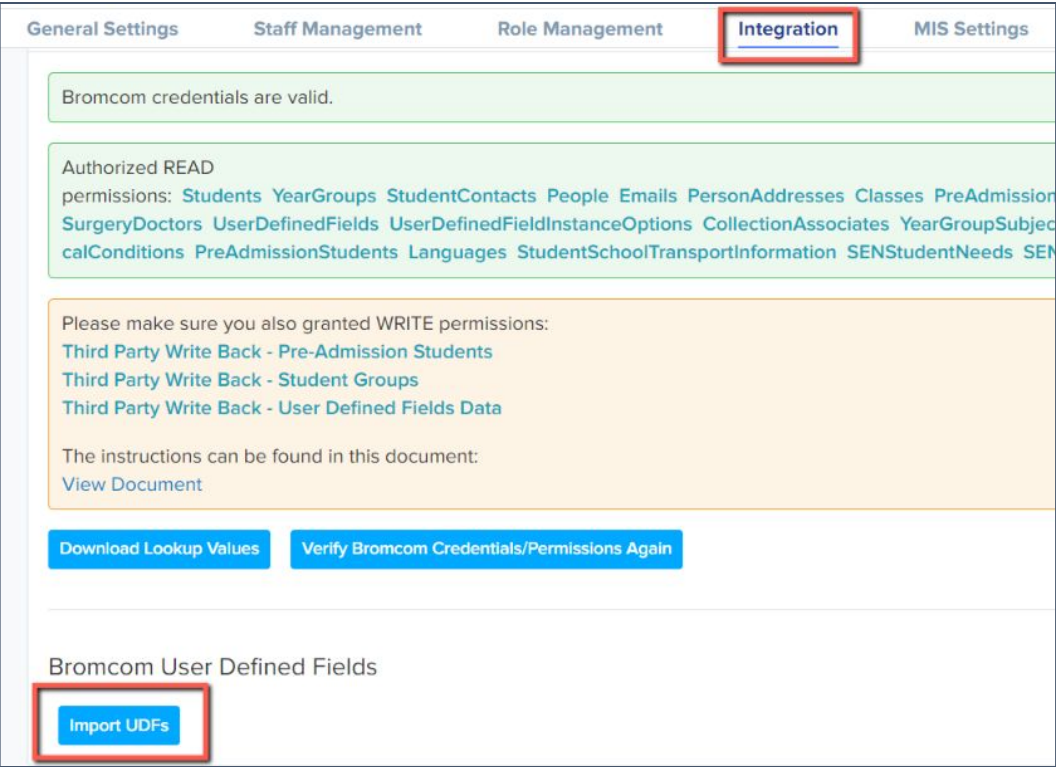 General Settings Staff Management Role Management Integration MIS Settings
Bromcom credentials are valid.
Authorized READ
permissions: Students YearGroups StudentContacts People Emails PersonAddresses Classes PreAdmission
SurgeryDoctors UserDefinedFields UserDefinedFieldInstanceOptions CollectionAssociates YearGroupSubjec
calConditions PreAdmissionStudents Languages StudentSchoolTransportInformation SENStudentNeeds SEN
Please make sure you also granted WRITE permissions:
Third Party Write Back - Pre-Admission Students
Third Party Write Back - Student Groups
Third Party Write Back - User Defined Fields Data
The instructions can be found in this document:
View Document
Download Lookup Values Verify Bromcom Credentials/Permissions Again
Bromcom User Defined Fields
Import UDFs